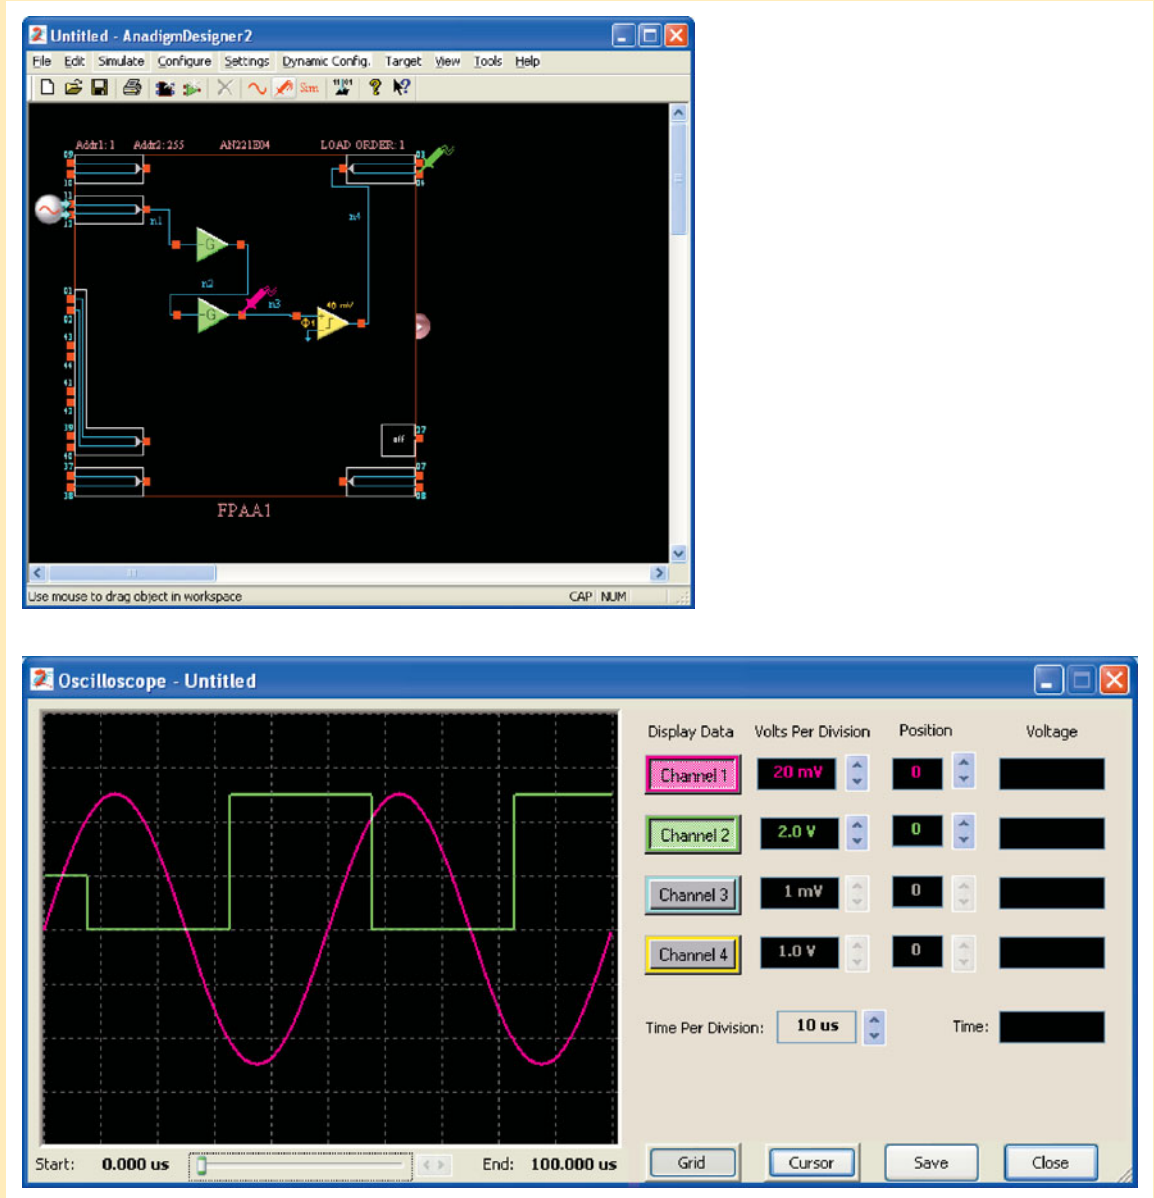 Untitled - AnadigmDesigner2
File Edit Simulate Configure Settings Dynamic Config. Target View Tools Help
Addr1: 1 Addr2: 255 AN221E04 LOAD ORDER: 1
n1
n4
-G
n2
n3
40 mV
-G
Φ1
off
FPAA1
Use mouse to drag object in workspace CAP NUM
Oscilloscope - Untitled
Display Data Volts Per Division Position Voltage
Channel 1 20 mV 0
Channel 2 2.0 V 0
Channel 3 1 mV 0
Channel 4 1.0 V 0
Time Per Division: 10 us Time:
Start: 0.000 us End: 100.000 us Grid Cursor Save Close